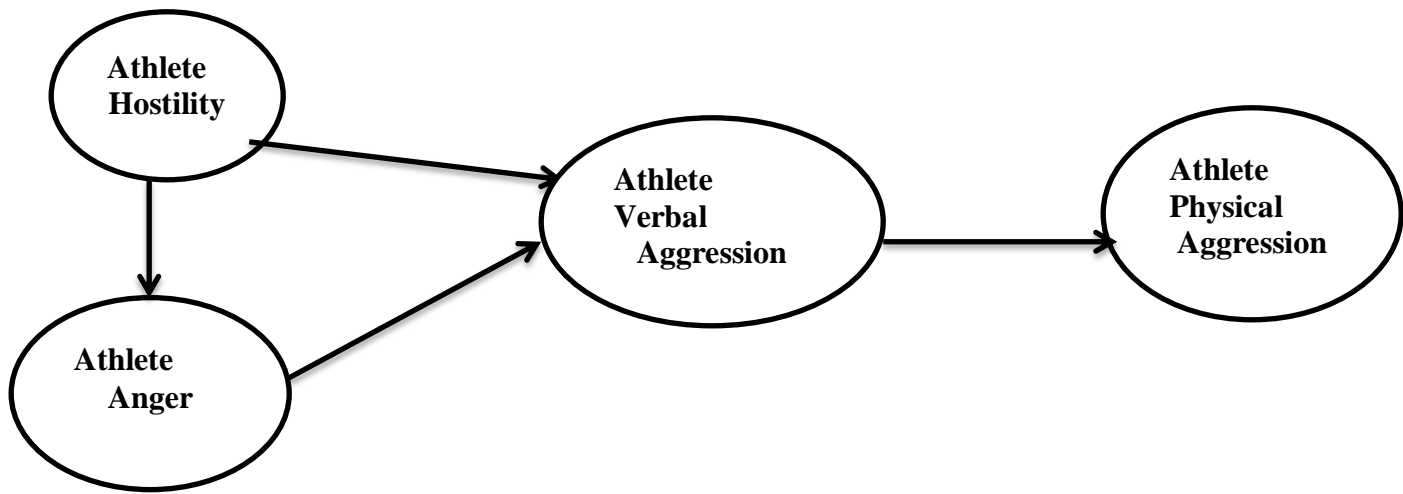 Athlete
Hostility
Athlete
Anger
Athlete
Verbal
Aggression
Athlete
Physical
Aggression